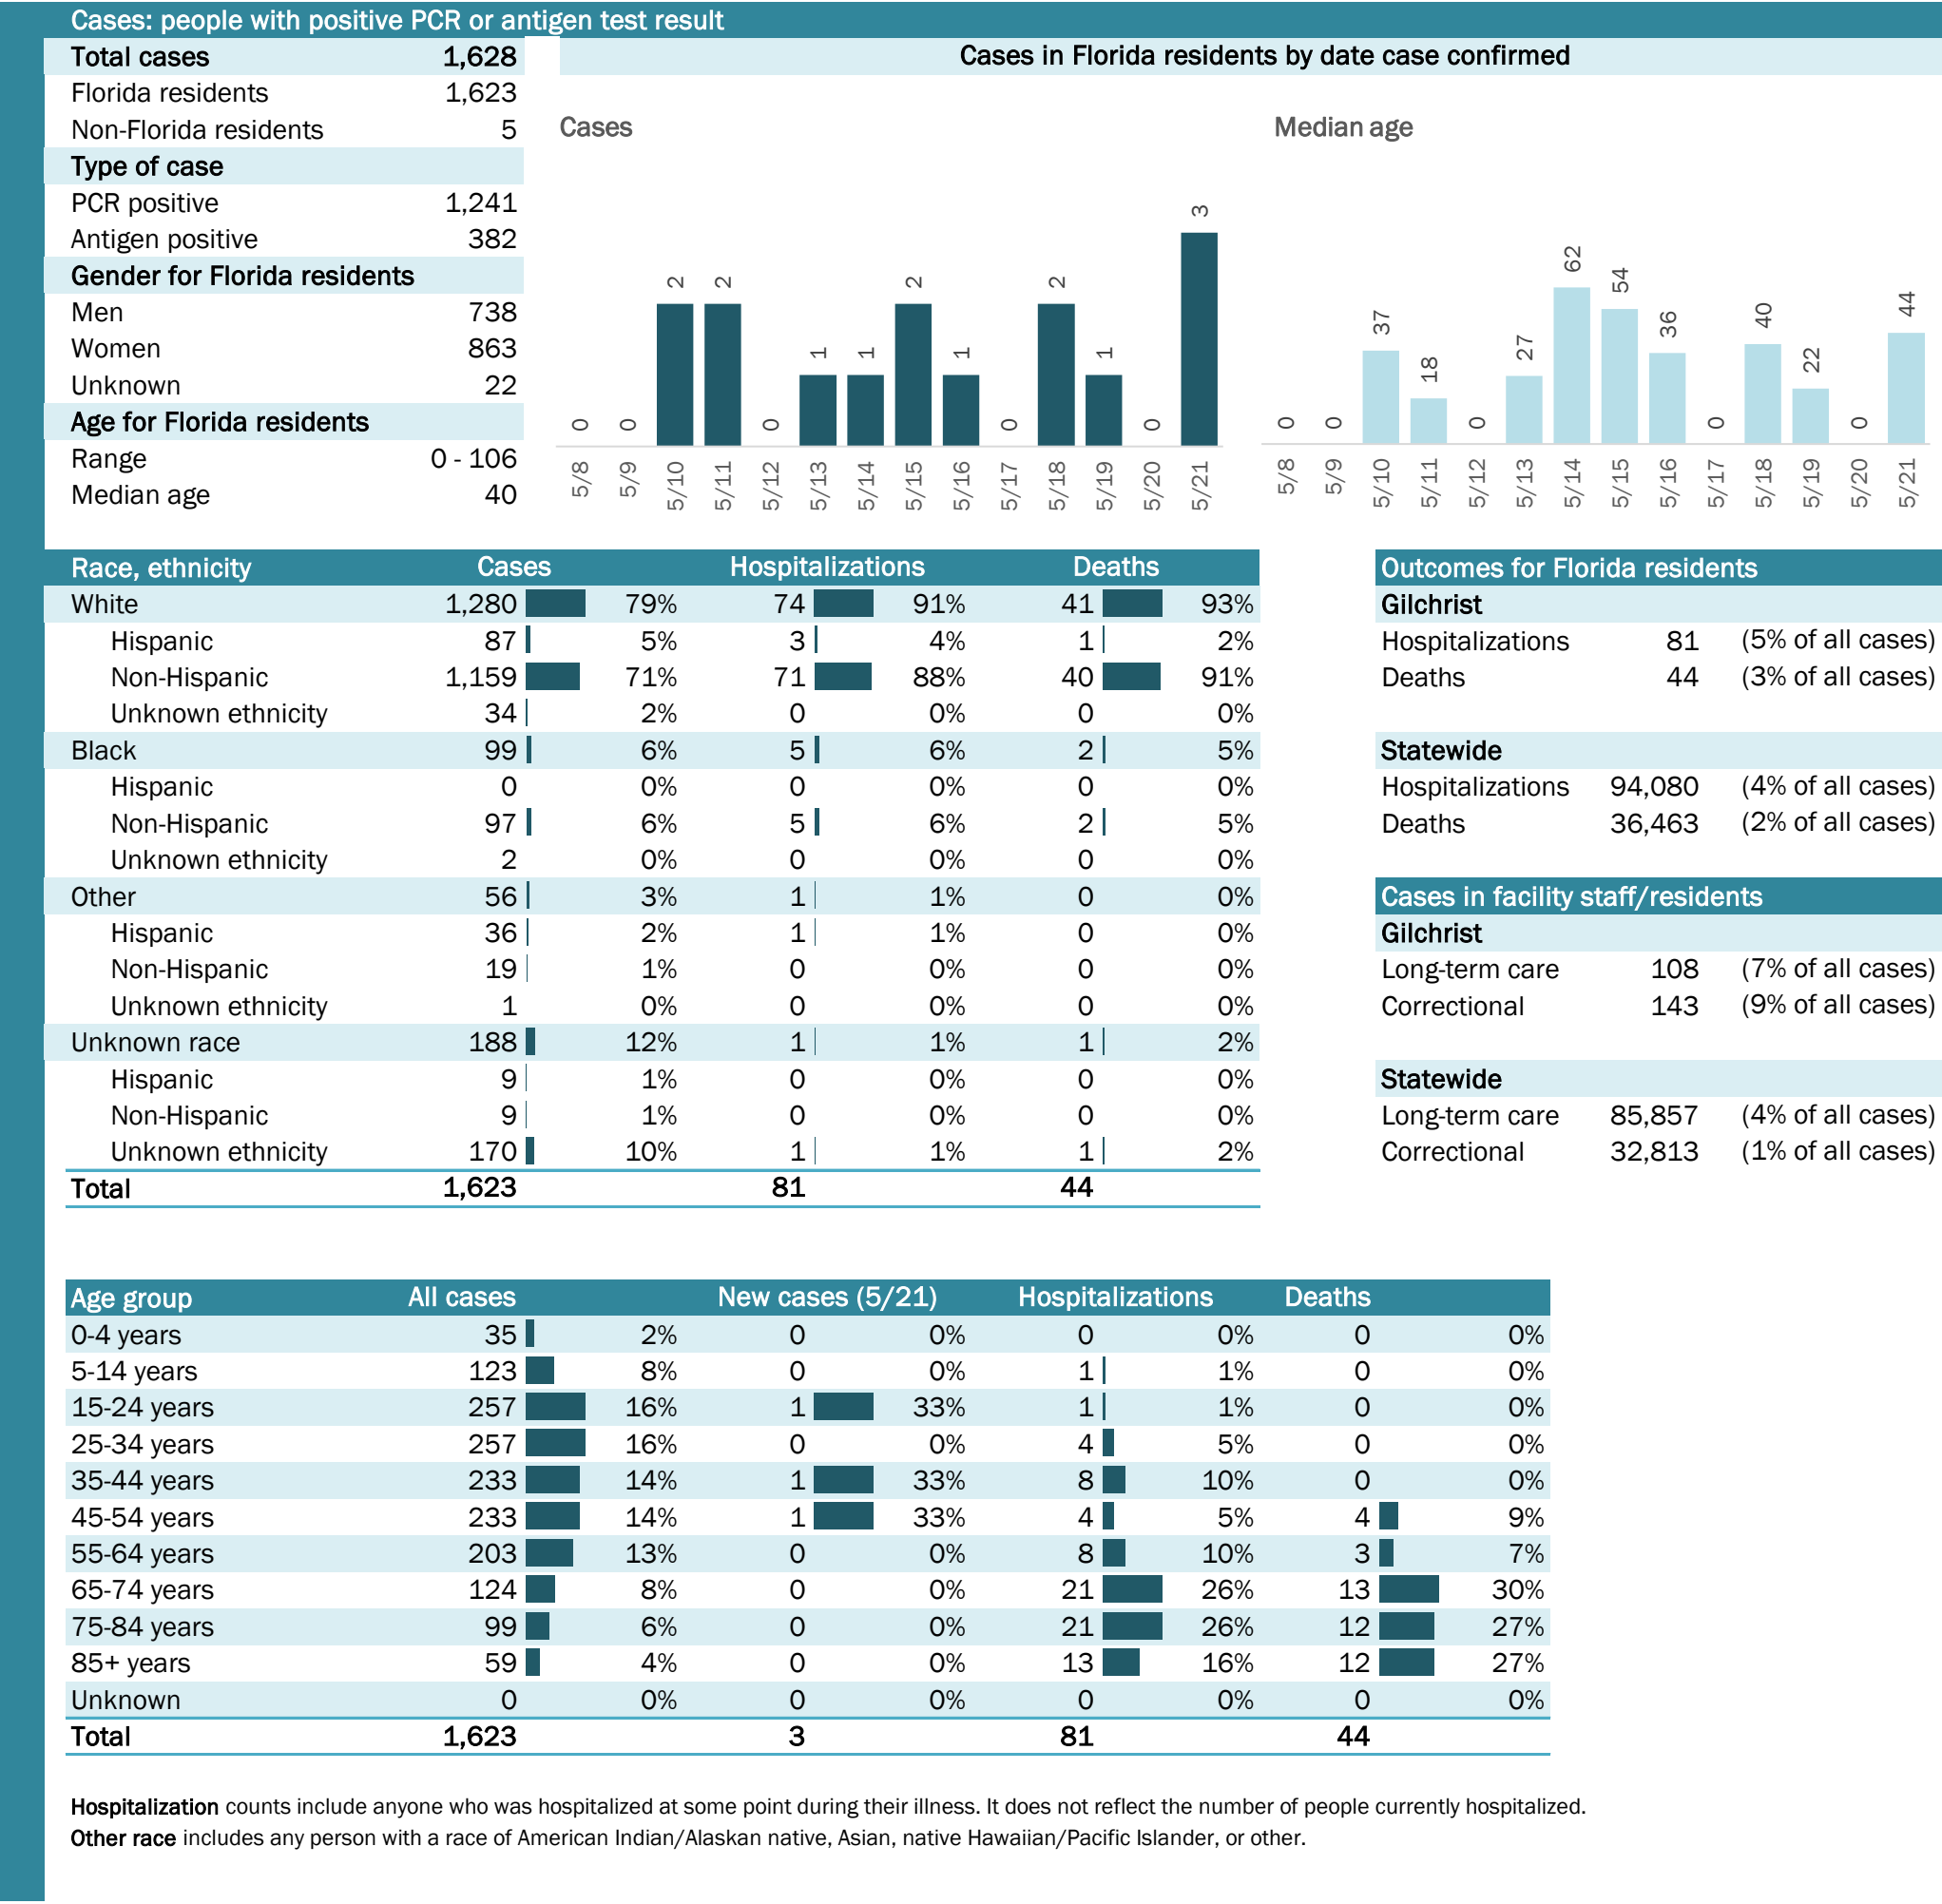 Cases: people with positive PCR or antigen test result
Total cases 1,628
Florida residents 1,623
Non-Florida residents 5
Type of case
PCR positive 1,241
Antigen positive 382
Gender for Florida residents
Men 738
Women 863
Unknown 22
Age for Florida residents
Range 0 - 106
Median age 40
Cases in Florida residents by date case confirmed
Cases
0 0 2 2 0 1 1 2 1 0 2 1 0 3
5/8 5/9 5/10 5/11 5/12 5/13 5/14 5/15 5/16 5/17 5/18 5/19 5/20 5/21
Median age
0 0 37 18 0 27 62 54 36 0 40 22 0 44
5/8 5/9 5/10 5/11 5/12 5/13 5/14 5/15 5/16 5/17 5/18 5/19 5/20 5/21
Race, ethnicity Cases Hospitalizations Deaths
White 1,280 79% 74 91% 41 93%
Hispanic 87 5% 3 4% 1 2%
Non-Hispanic 1,159 71% 71 88% 40 91%
Unknown ethnicity 34 2% 0 0% 0 0%
Black 99 6% 5 6% 2 5%
Hispanic 0 0% 0 0% 0 0%
Non-Hispanic 97 6% 5 6% 2 5%
Unknown ethnicity 2 0% 0 0% 0 0%
Other 56 3% 1 1% 0 0%
Hispanic 36 2% 1 1% 0 0%
Non-Hispanic 19 1% 0 0% 0 0%
Unknown ethnicity 1 0% 0 0% 0 0%
Unknown race 188 12% 1 1% 1 2%
Hispanic 9 1% 0 0% 0 0%
Non-Hispanic 9 1% 0 0% 0 0%
Unknown ethnicity 170 10% 1 1% 1 2%
Total 1,623 81 44
Outcomes for Florida residents
Gilchrist
Hospitalizations 81 (5% of all cases)
Deaths 44 (3% of all cases)
Statewide
Hospitalizations 94,080 (4% of all cases)
Deaths 36,463 (2% of all cases)
Cases in facility staff/residents
Gilchrist
Long-term care 108 (7% of all cases)
Correctional 143 (9% of all cases)
Statewide
Long-term care 85,857 (4% of all cases)
Correctional 32,813 (1% of all cases)
Age group All cases New cases (5/21) Hospitalizations Deaths
0-4 years 35 2% 0 0% 0 0% 0 0%
5-14 years 123 8% 0 0% 1 1% 0 0%
15-24 years 257 16% 1 33% 1 1% 0 0%
25-34 years 257 16% 0 0% 4 5% 0 0%
35-44 years 233 14% 1 33% 8 10% 0 0%
45-54 years 233 14% 1 33% 4 5% 4 9%
55-64 years 203 13% 0 0% 8 10% 3 7%
65-74 years 124 8% 0 0% 21 26% 13 30%
75-84 years 99 6% 0 0% 21 26% 12 27%
85+ years 59 4% 0 0% 13 16% 12 27%
Unknown 0 0% 0 0% 0 0% 0 0%
Total 1,623 3 81 44
Hospitalization counts include anyone who was hospitalized at some point during their illness. It does not reflect the number of people currently hospitalized.
Other race includes any person with a race of American Indian/Alaskan native, Asian, native Hawaiian/Pacific Islander, or other.